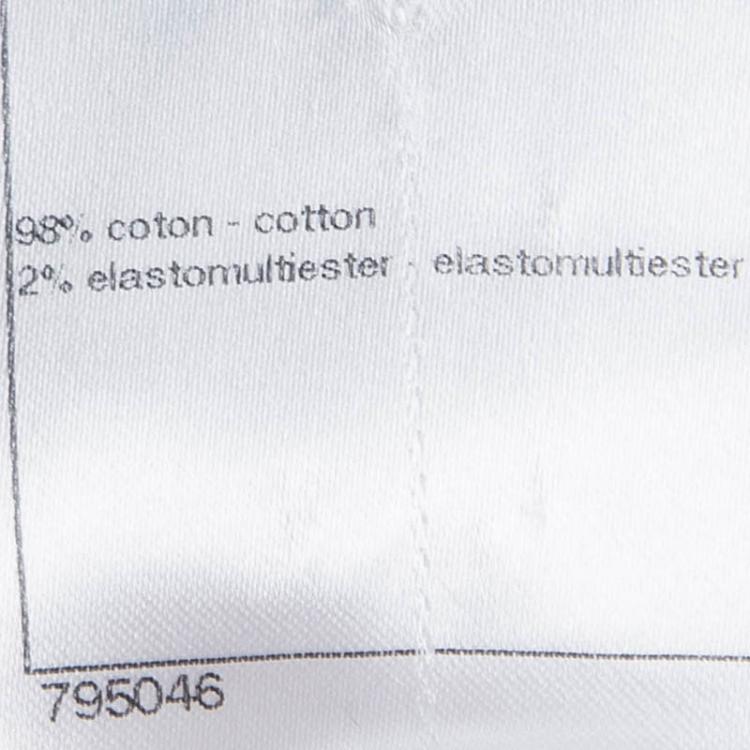 98% coton - cotton
2% elastomultiester - elastomultiester
795046